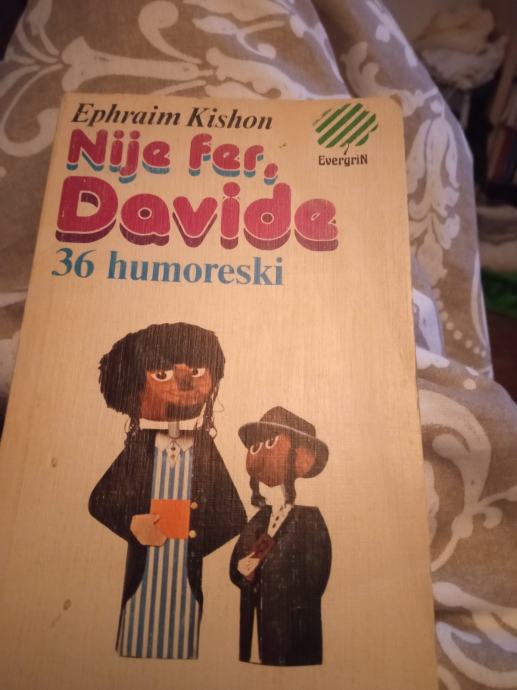 Ephraim Kishon
EvergriN
Nije fer,
Davide
36 humoreski